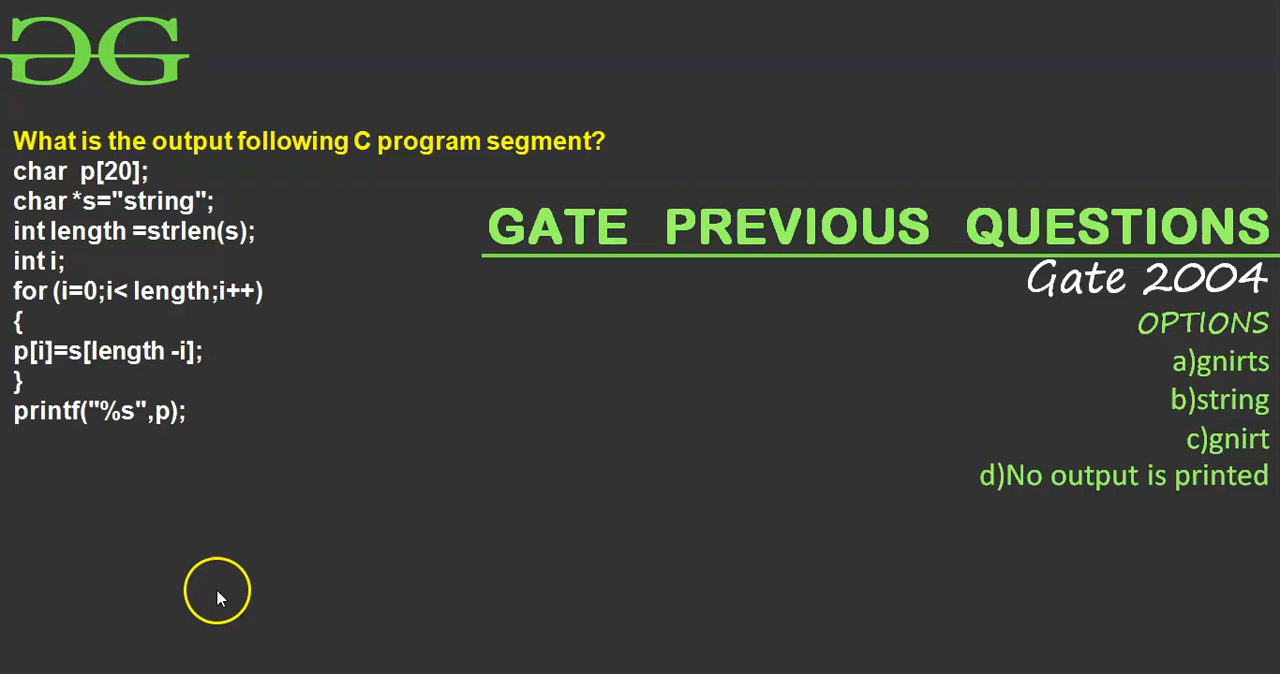 What is the output following C program segment?
char p[20];
char *s="string";
int length =strlen(s);
int i;
for (i=0;i< length;i++)
{
p[i]=s[length -i];
}
printf("%s",p);
GATE PREVIOUS QUESTIONS
Gate 2004
OPTIONS
a)gnirts
b)string
c)gnirt
d)No output is printed